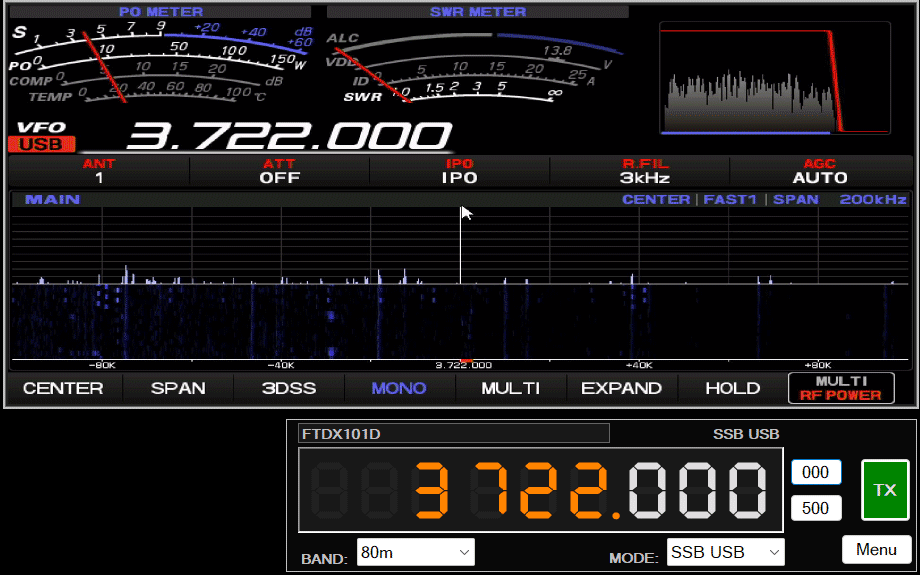 PO METER SWR METER
S 1 3 5 7 9 +20 +40 +60 dB
PO 0 10 50 100 150 W
COMP 0 10 15 20 dB
TEMP 0 20 40 60 80 100 °C
ALC
VDD 13.8 V
ID 0 5 10 15 20 25 A
SWR 1.0 1.5 2 3 5 ∞
VFO
USB 3.722.000
ANT ATT IPO R.FIL AGC
1 OFF IPO 3kHz AUTO
MAIN CENTER | FAST1 | SPAN 200kHz
-80K -40K 3.722.000 +40K +80K
CENTER SPAN 3DSS MONO MULTI EXPAND HOLD MULTI
RF POWER
FTDX101D SSB USB
3 722.000
000
500
TX
BAND: 80m MODE: SSB USB Menu